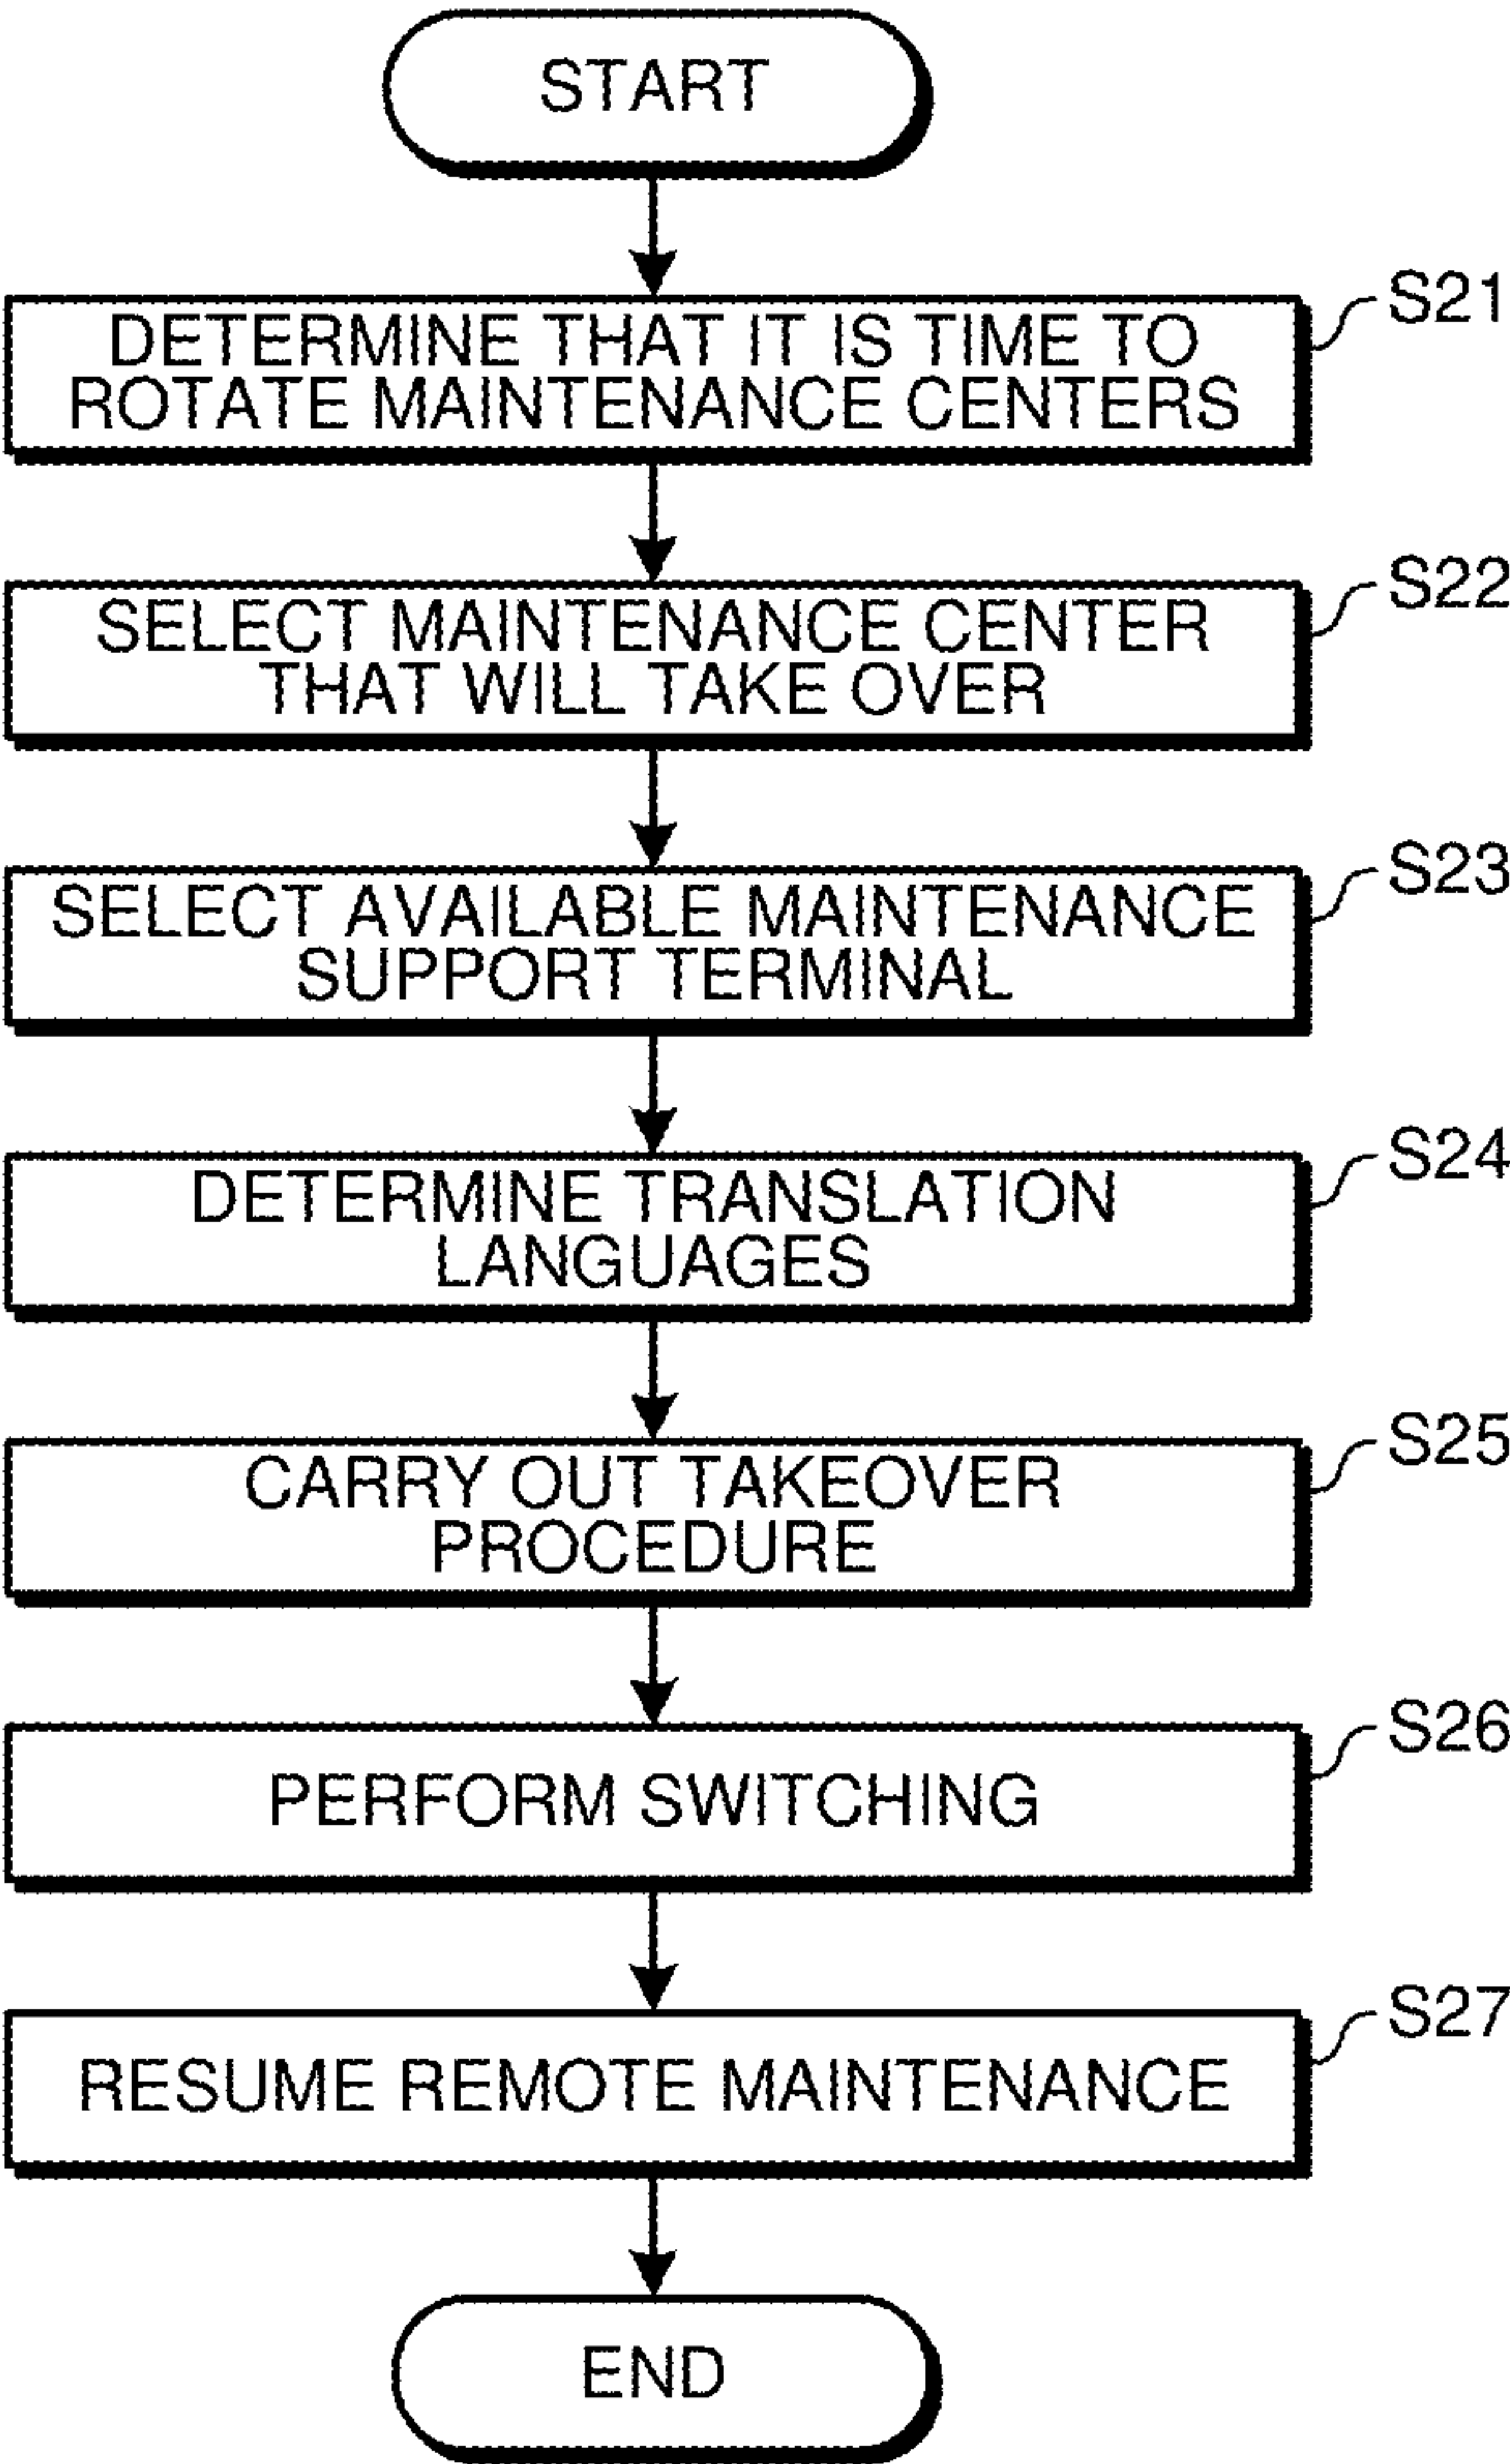 START
S21
DETERMINE THAT IT IS TIME TO
ROTATE MAINTENANCE CENTERS
S22
SELECT MAINTENANCE CENTER
THAT WILL TAKE OVER
S23
SELECT AVAILABLE MAINTENANCE
SUPPORT TERMINAL
S24
DETERMINE TRANSLATION
LANGUAGES
S25
CARRY OUT TAKEOVER
PROCEDURE
S26
PERFORM SWITCHING
S27
RESUME REMOTE MAINTENANCE
END